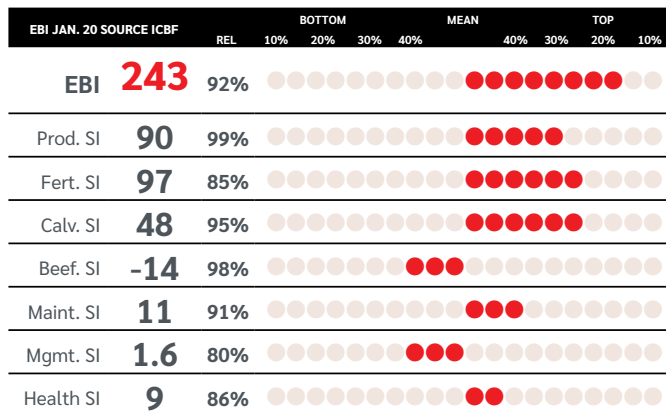 BOTTOM MEAN TOP
EBI JAN. 20 SOURCE ICBF
REL 10% 20% 30% 40% 40% 30% 20% 10%
EBI 243 92%
Prod. SI 90 99%
Fert. SI 97 85%
Calv. SI 48 95%
Beef. SI -14 98%
Maint. SI 11 91%
Mgmt. SI 1.6 80%
Health SI 9 86%